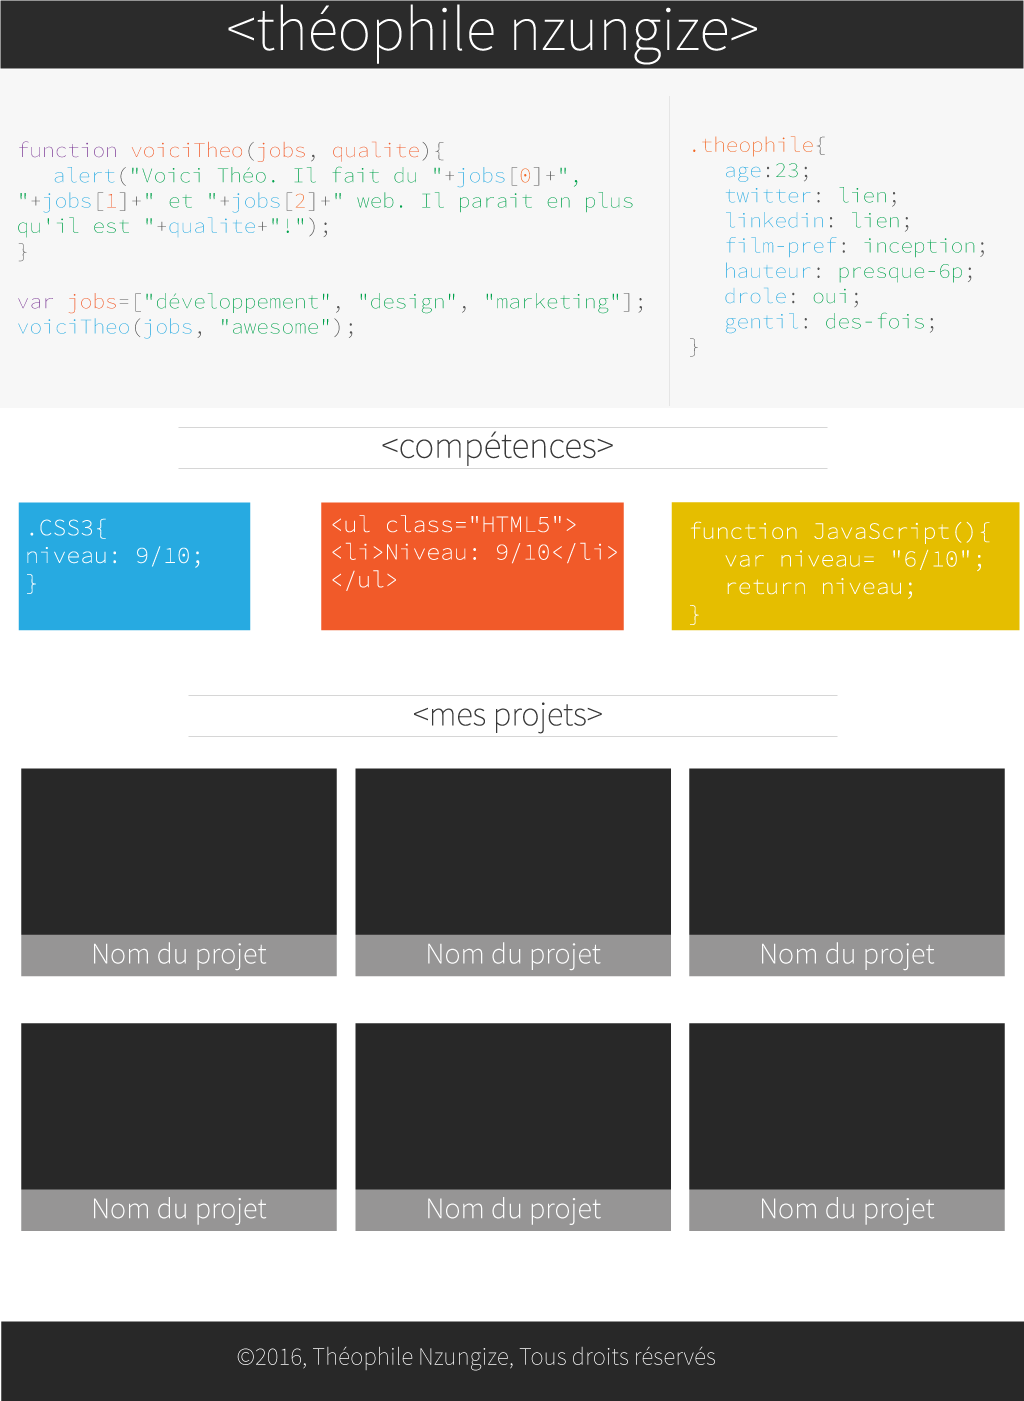 <théophile nzungize>
function voiciTheo(jobs, qualite){
alert("Voici Théo. Il fait du "+jobs[0]+",
"+jobs[1]+" et "+jobs[2]+" web. Il parait en plus
qu'il est "+qualite+"!");
}
var jobs=["développement", "design", "marketing"];
voiciTheo(jobs, "awesome");
.theophile{
age:23;
twitter: lien;
linkedin: lien;
film-pref: inception;
hauteur: presque-6p;
drole: oui;
gentil: des-fois;
}
<compétences>
.CSS3{
niveau: 9/10;
}
<ul class="HTML5">
<li>Niveau: 9/10</li>
</ul>
function JavaScript(){
var niveau= "6/10";
return niveau;
}
<mes projets>
Nom du projet
Nom du projet
Nom du projet
Nom du projet
Nom du projet
Nom du projet
©2016, Théophile Nzungize, Tous droits réservés